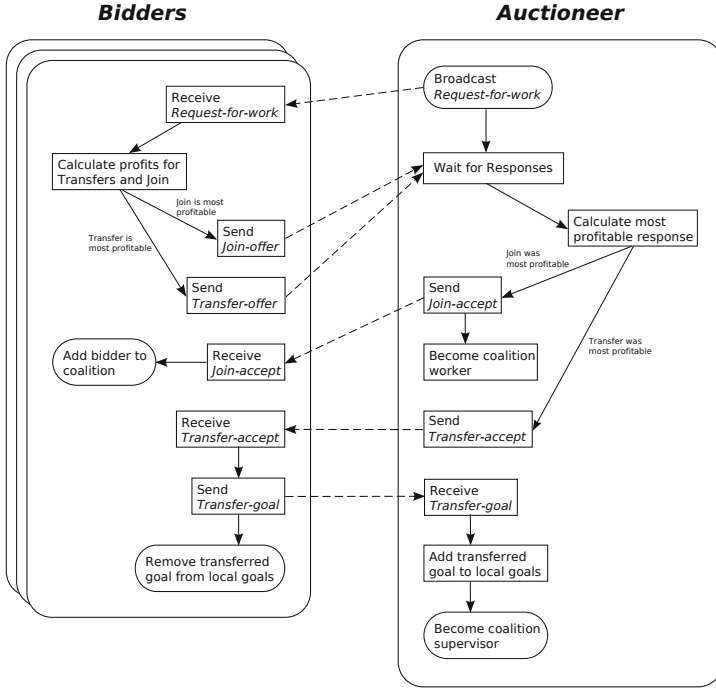 Bidders
Auctioneer
Receive
Request-for-work
Calculate profits for
Transfers and Join
Join is most
profitable
Transfer is
most profitable
Send
Join-offer
Send
Transfer-offer
Add bidder to
coalition
Receive
Join-accept
Receive
Transfer-accept
Send
Transfer-goal
Remove transferred
goal from local goals
Broadcast
Request-for-work
Wait for Responses
Calculate most
profitable response
Join was
most profitable
Send
Join-accept
Transfer was
most profitable
Become coalition
worker
Send
Transfer-accept
Receive
Transfer-goal
Add transferred
goal to local goals
Become coalition
supervisor